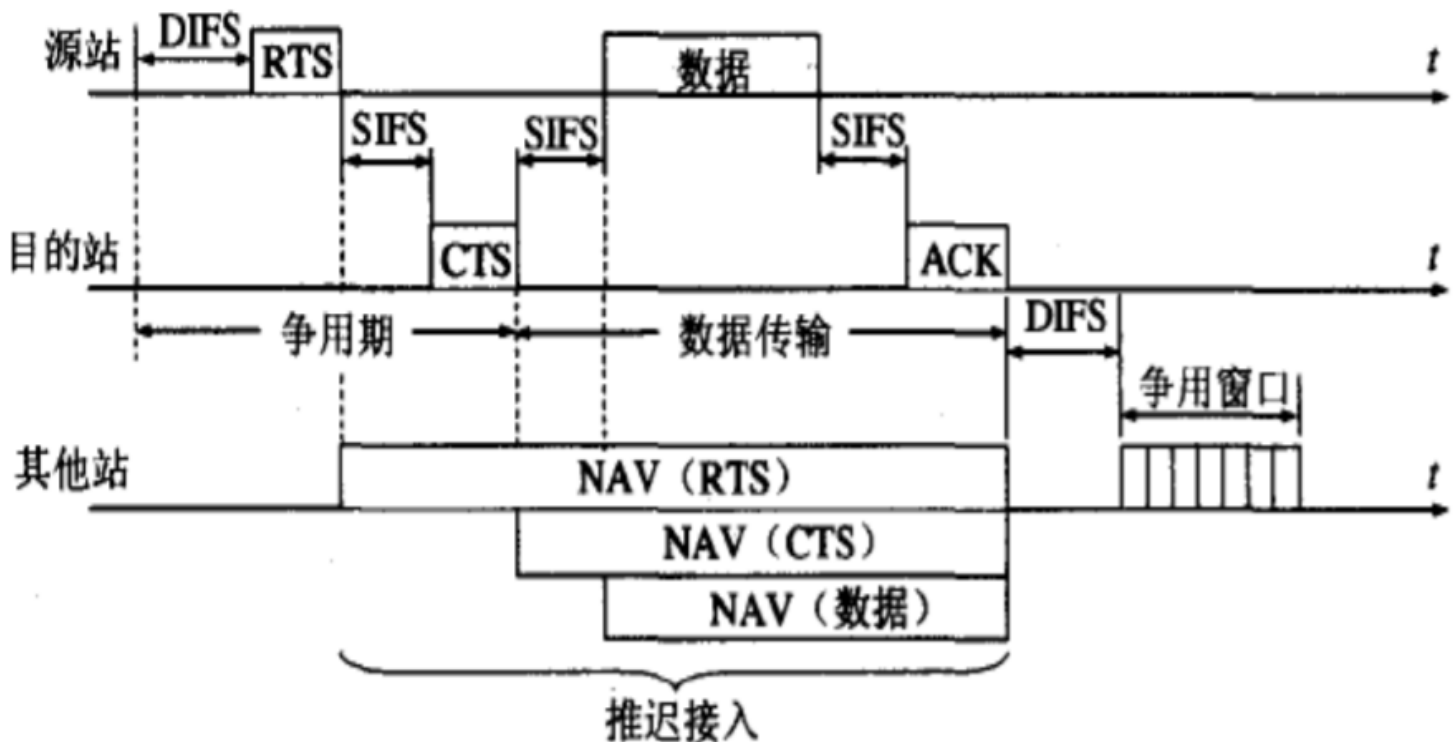 DIFS
源站 RTS 数据 t
SIFS SIFS SIFS
目的站 CTS ACK t
争用期 数据传输 DIFS
争用窗口
其他站 NAV（RTS） t
NAV（CTS）
NAV（数据）
推迟接入